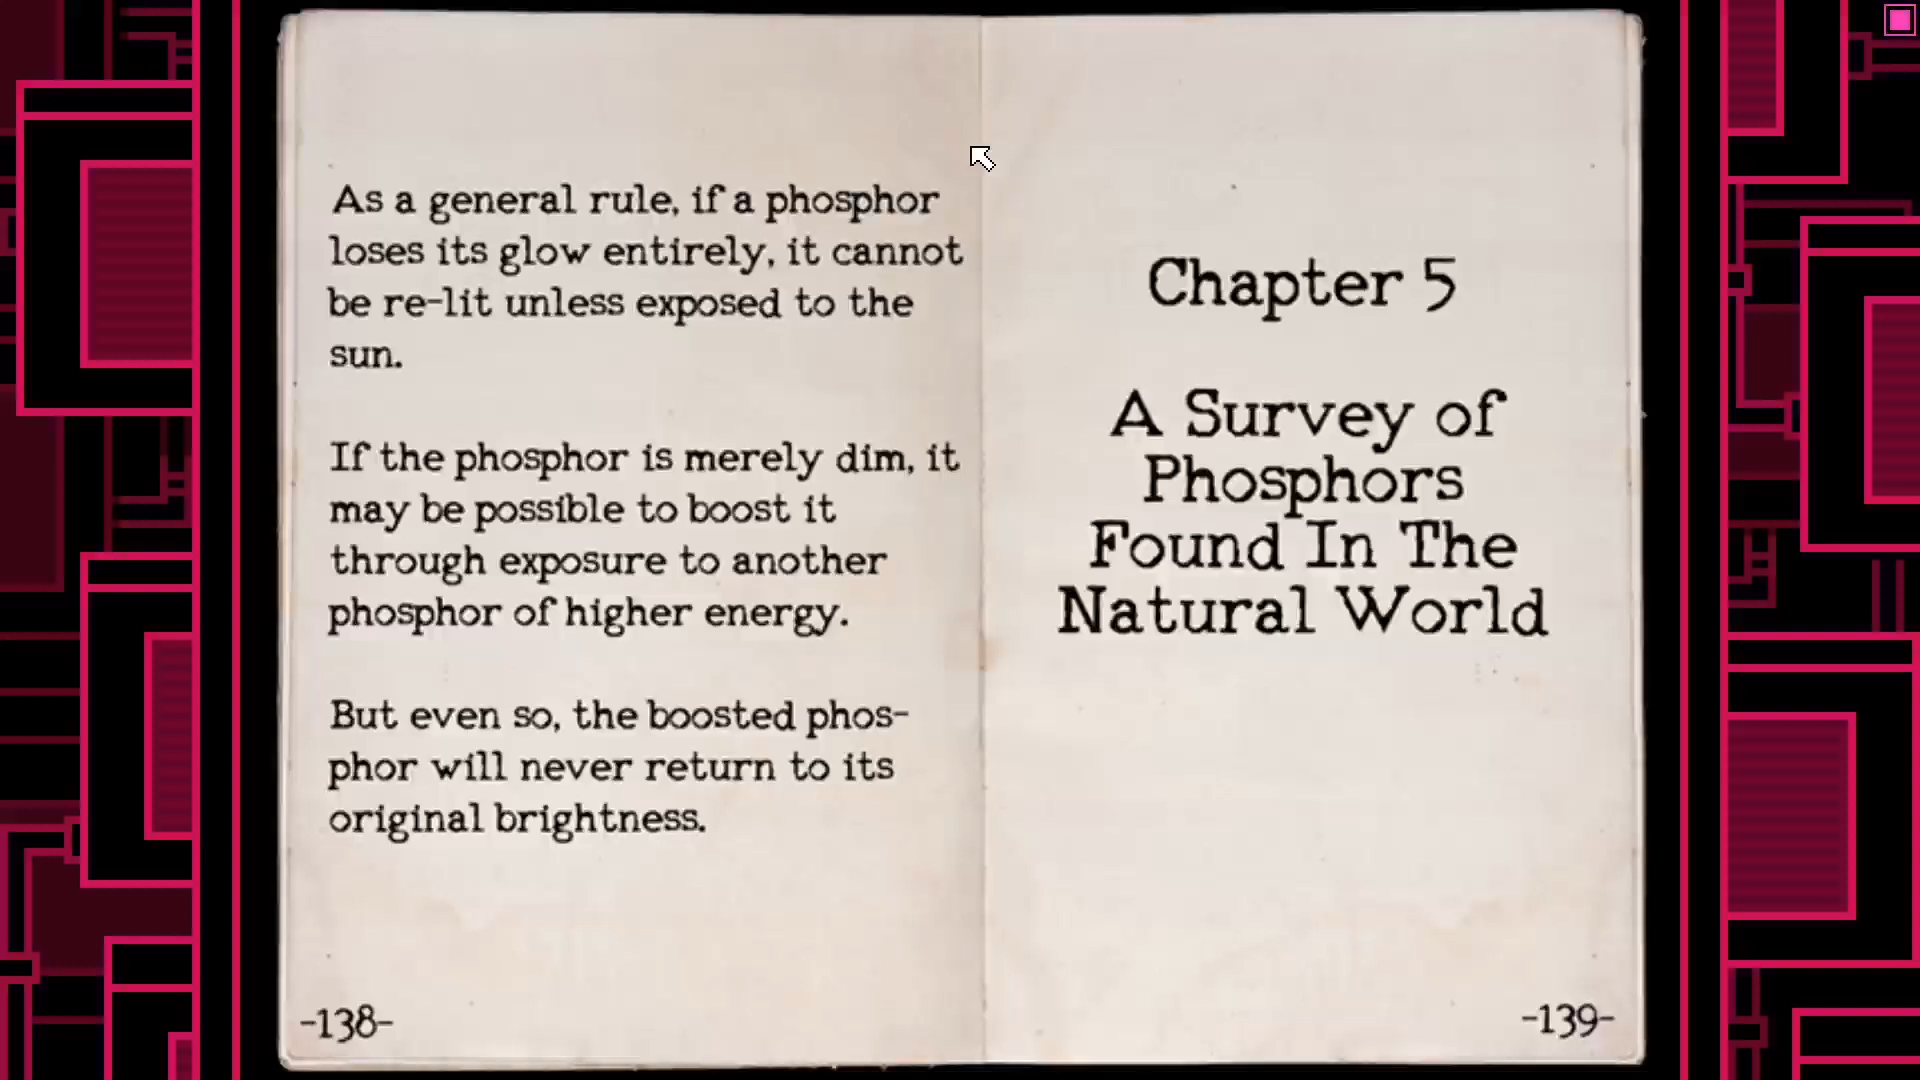 As a general rule, if a phosphor
loses its glow entirely, it cannot
be re-lit unless exposed to the
sun.
If the phosphor is merely dim, it
may be possible to boost it
through exposure to another
phosphor of higher energy.
But even so, the boosted phos-
phor will never return to its
original brightness.
-138-
Chapter 5
A Survey of
Phosphors
Found In The
Natural World
-139-